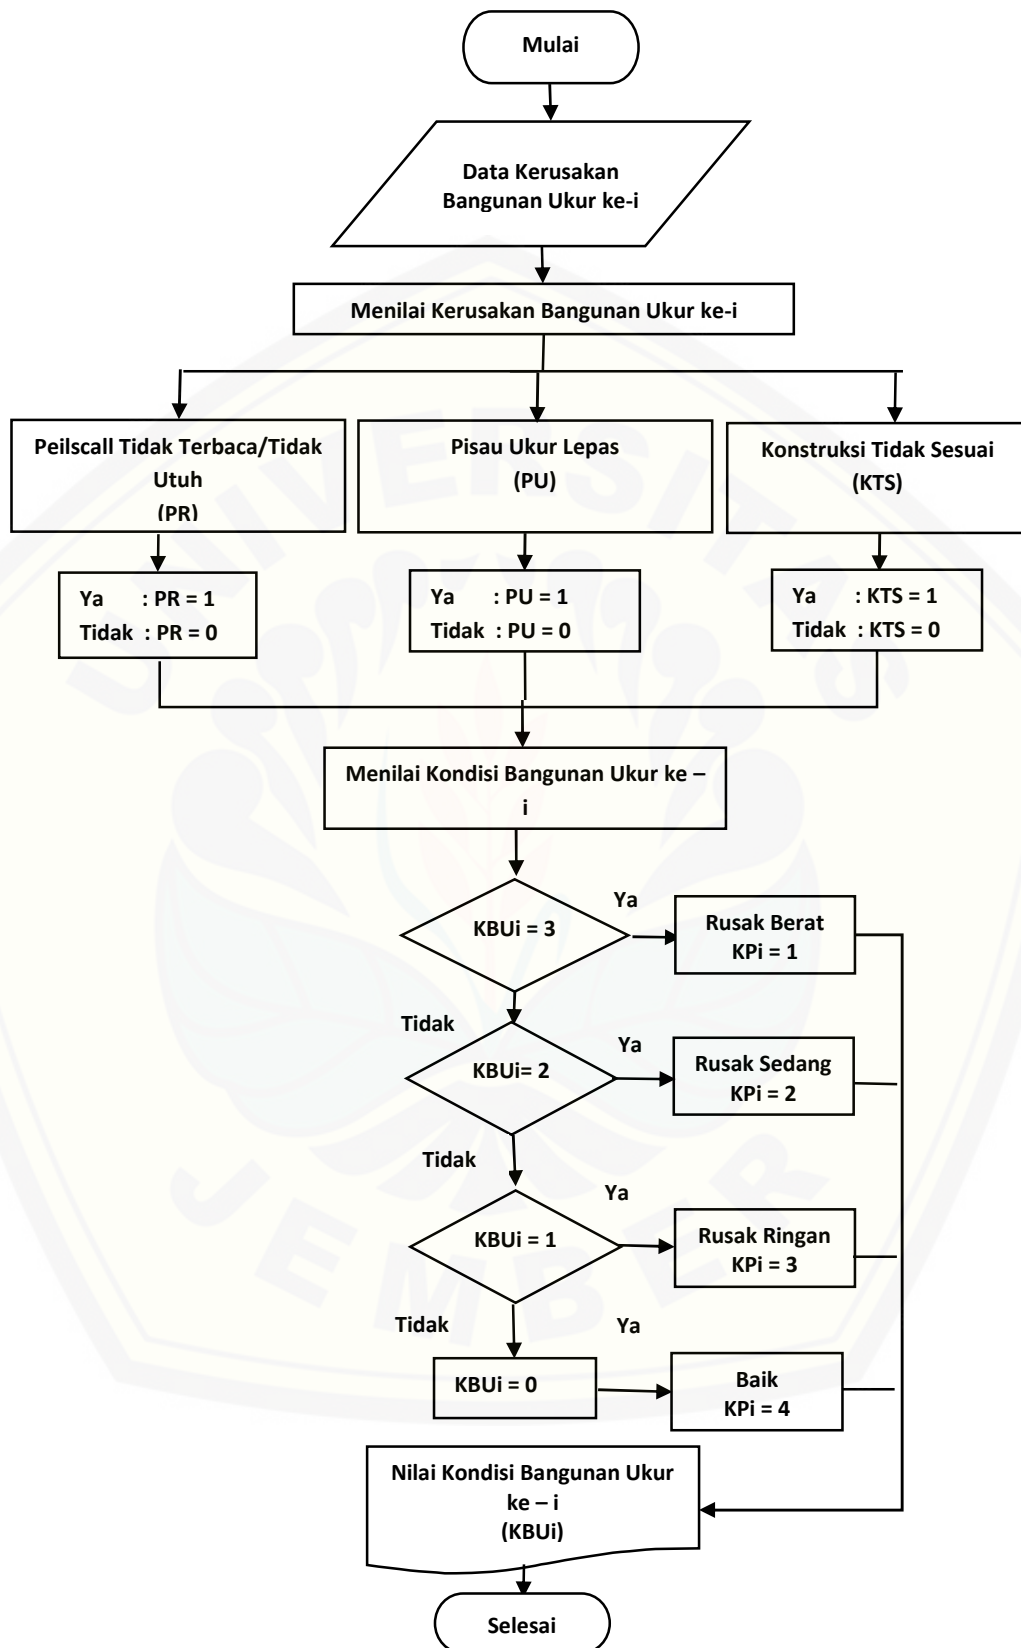 Mulai
Data Kerusakan
Bangunan Ukur ke-i
Menilai Kerusakan Bangunan Ukur ke-i
Peilscall Tidak Terbaca/Tidak
Utuh
(PR)
Pisau Ukur Lepas
(PU)
Konstruksi Tidak Sesuai
(KTS)
Ya : PR = 1
Tidak : PR = 0
Ya : PU = 1
Tidak : PU = 0
Ya : KTS = 1
Tidak : KTS = 0
Menilai Kondisi Bangunan Ukur ke –
i
KBUi = 3
Ya
Rusak Berat
KPi = 1
Tidak
KBUi= 2
Ya
Rusak Sedang
KPi = 2
Tidak
KBUi = 1
Ya
Rusak Ringan
KPi = 3
Tidak
Ya
KBUi = 0
Baik
KPi = 4
Nilai Kondisi Bangunan Ukur
ke – i
(KBUi)
Selesai
UNIVERSITAS
JEMBER